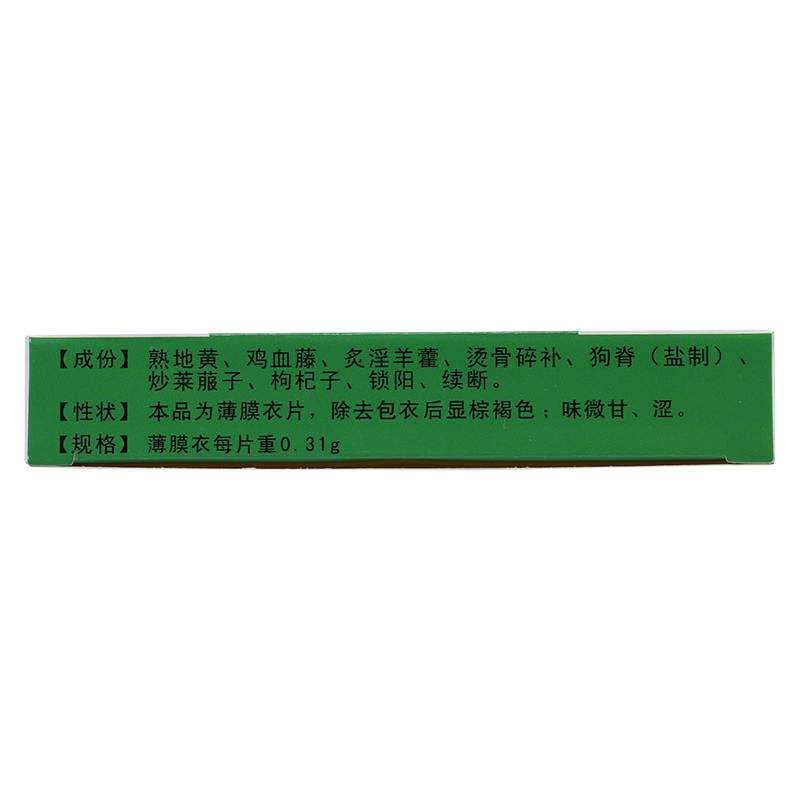 【成份】熟地黄、鸡血藤、炙淫羊藿、烫骨碎补、狗脊（盐制）、
炒莱菔子、枸杞子、锁阳、续断。
【性状】本品为薄膜衣片，除去包衣后显棕褐色；味微甘、涩。
【规格】薄膜衣每片重0.31g